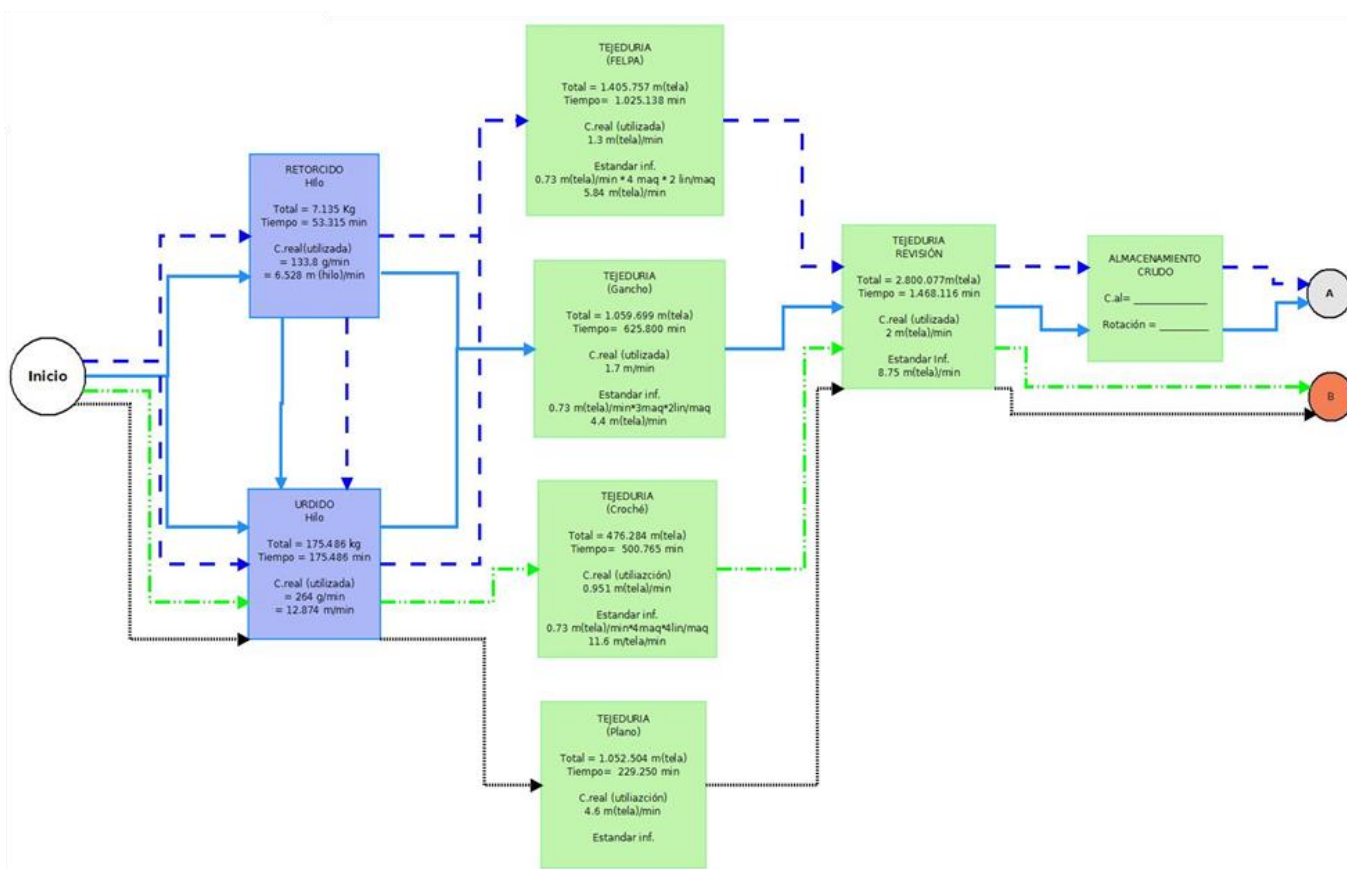 Inicio
RETORCIDO
Hilo
Total = 7.135 Kg
Tiempo = 53.315 min
C.real(utilizada)
= 133,8 g/min
= 6.528 m (hilo)/min
URDIDO
Hilo
Total = 175.486 kg
Tiempo = 175.486 min
C.real (utilizada)
= 264 g/min
= 12.874 m/min
TEJEDURIA
(FELPA)
Total = 1.405.757 m(tela)
Tiempo= 1.025.138 min
C.real (utilizada)
1.3 m(tela)/min
Estandar inf.
0.73 m(tela)/min *4 maq * 2 lin/maq
5.84 m(tela)/min
TEJEDURIA
(Gancho)
Total = 1.059.699 m(tela)
Tiempo= 625.800 min
C.real (utilizada)
1.7 m/min
Estandar inf.
0.73 m(tela)/min*3maq*2lin/maq
4.4 m(tela)/min
TEJEDURIA
(Croché)
Total = 476.284 m(tela)
Tiempo= 500.765 min
C.real (utiliazción)
0.951 m(tela)/min
Estandar inf.
0.73 m(tela)/min*4maq*4lin/maq
11.6 m/tela/min
TEJEDURIA
(Plano)
Total = 1.052.504 m(tela)
Tiempo= 229.250 min
C.real (utiliazción)
4.6 m(tela)/min
Estandar inf.
TEJEDURIA
REVISIÓN
Total = 2.800.077m(tela)
Tiempo = 1.468.116 min
C.real (utilizada)
2 m(tela)/min
Estandar Inf.
8.75 m(tela)/min
ALMACENAMIENTO
CRUDO
C.al= ______________
Rotación = __________
A
B